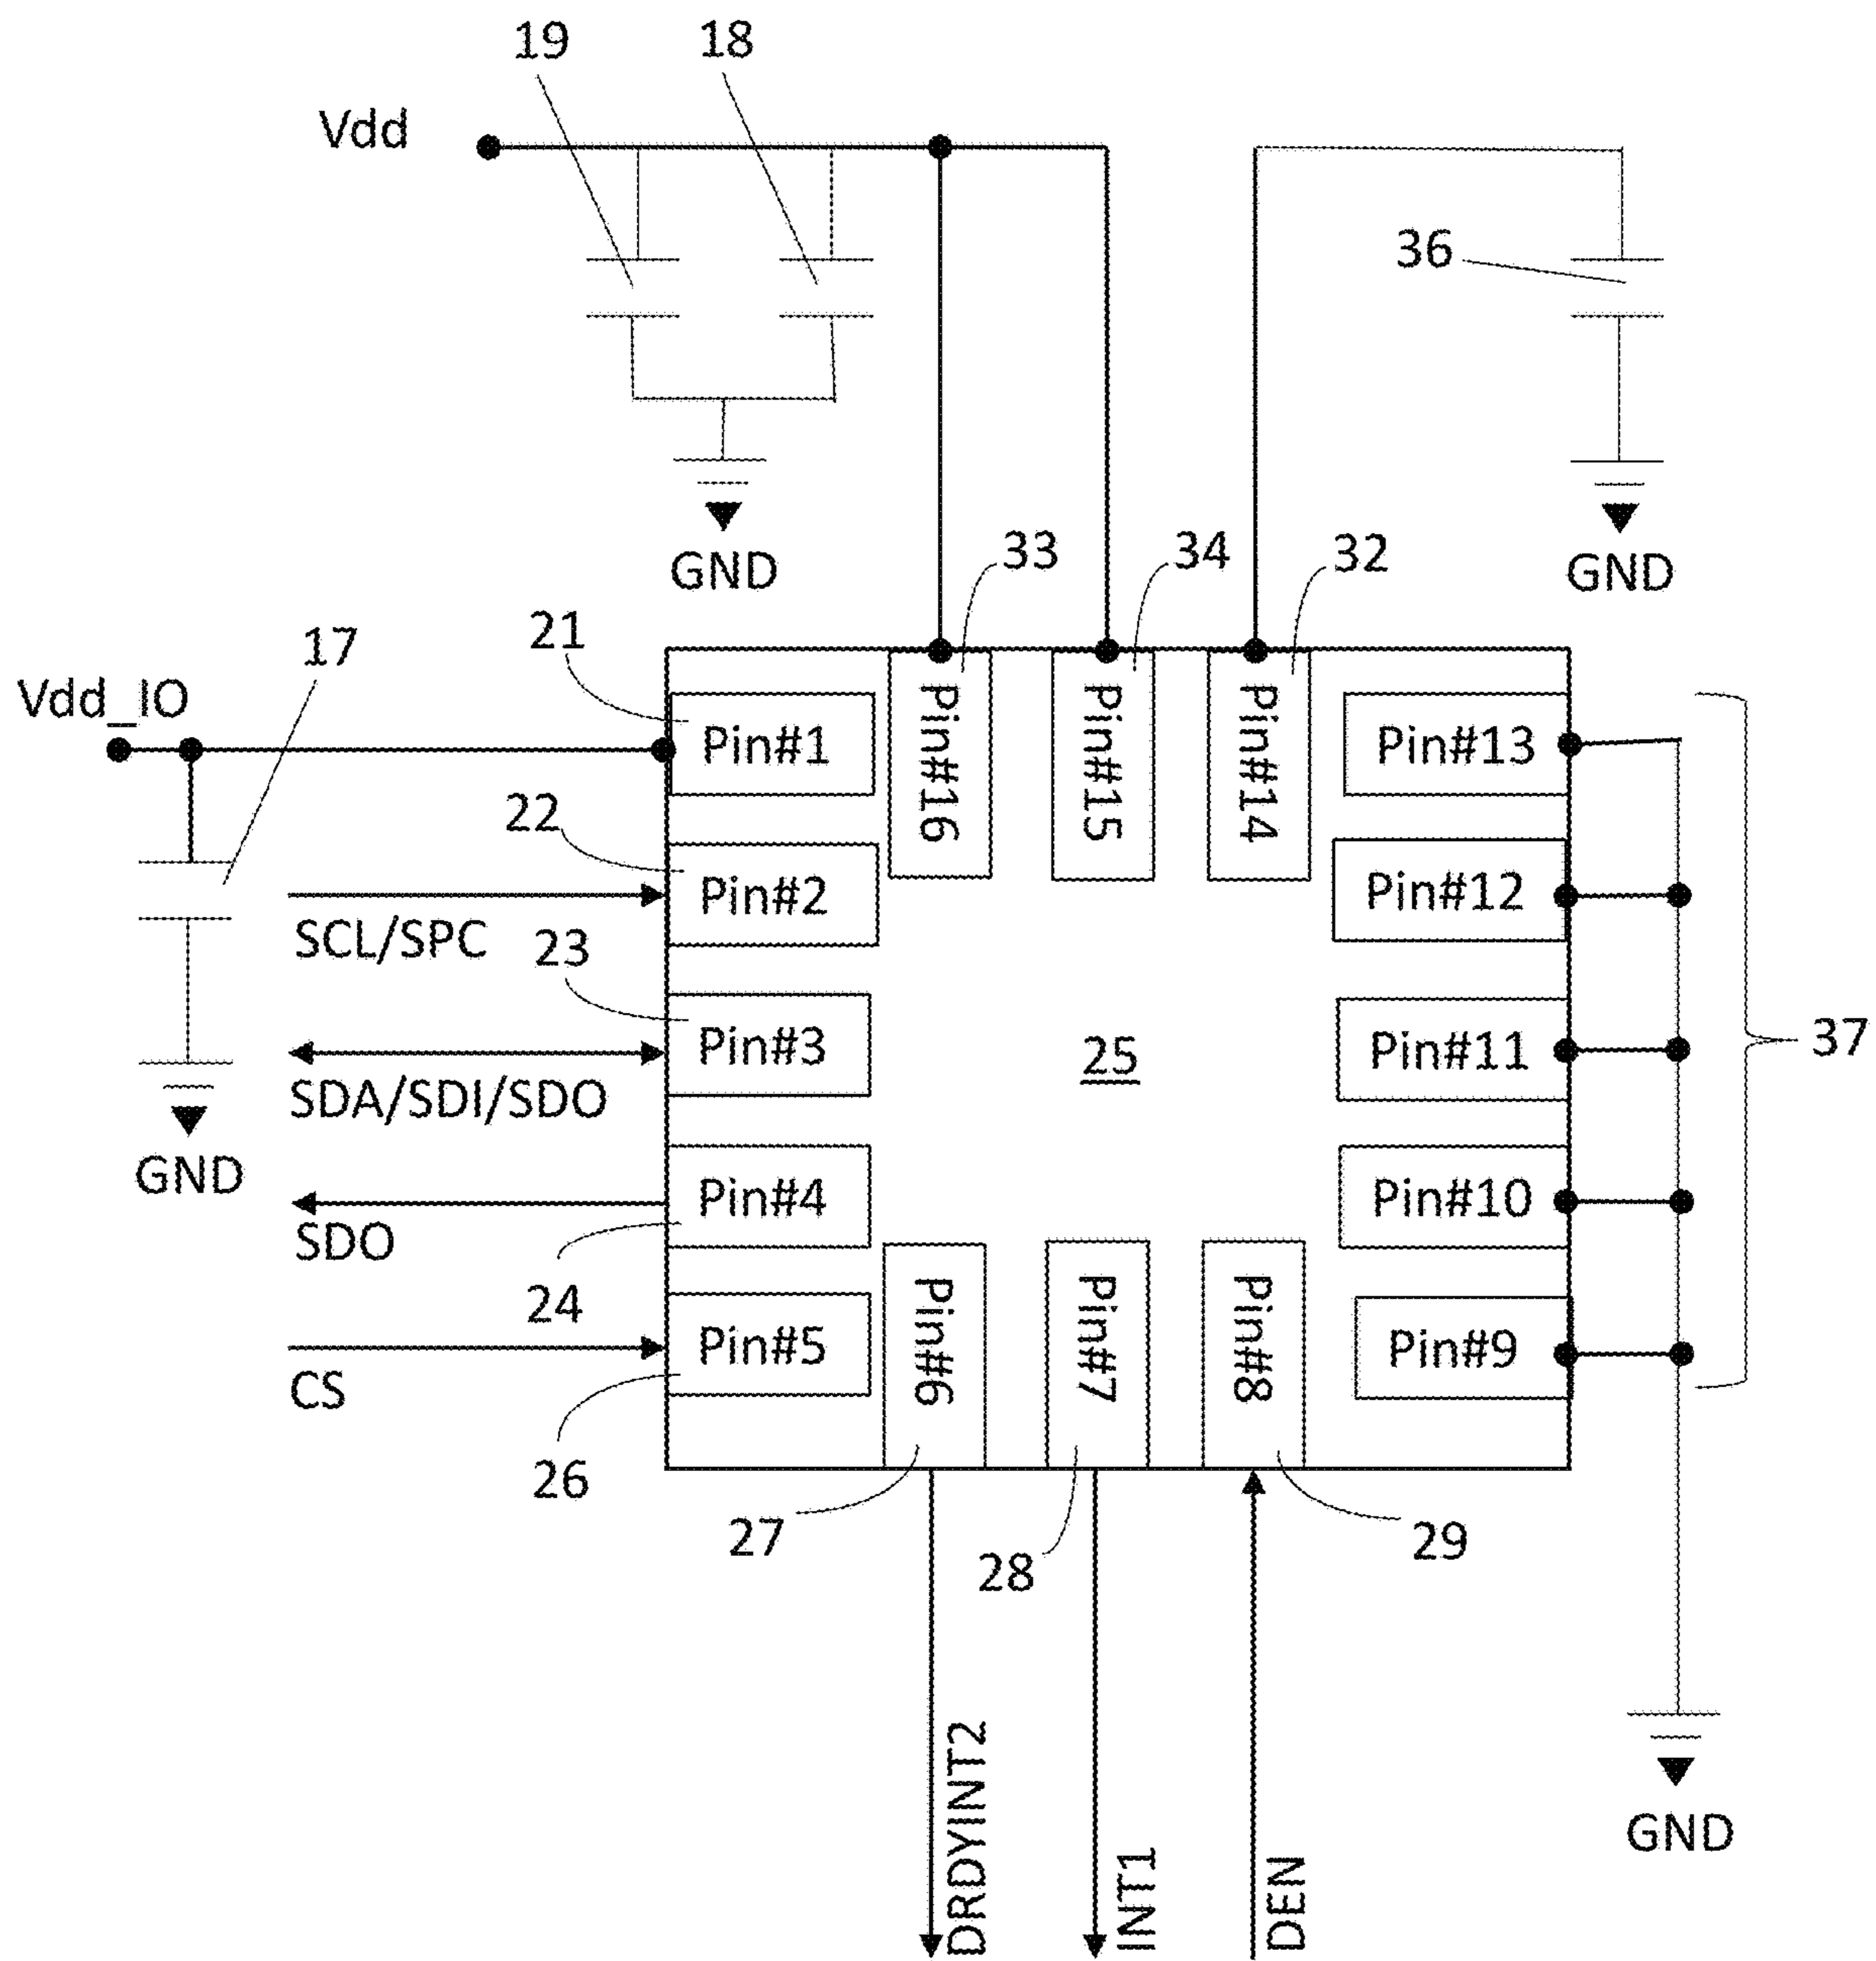 19
18
Vdd
36
GND
GND
33
34
32
21
17
Vdd_IO
Pin#1
Pin#16
Pin#15
Pin#14
Pin#13
22
Pin#2
Pin#12
SCL/SPC
23
Pin#3
25
Pin#11
37
SDA/SDI/SDO
GND
Pin#4
Pin#10
SDO
24
Pin#5
Pin#6
Pin#7
Pin#8
Pin#9
CS
26
27
28
29
DRDYINT2
INT1
DEN
GND